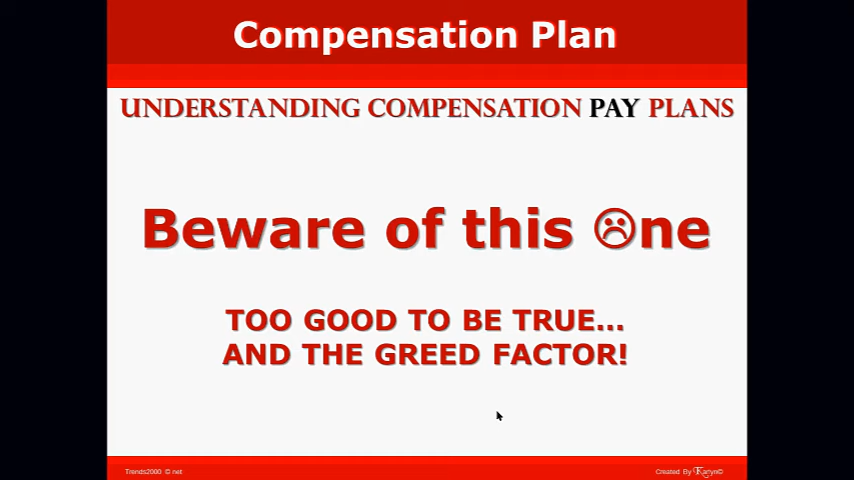 Compensation Plan
UNDERSTANDING COMPENSATION PAY PLANS
Beware of this ☹ne
TOO GOOD TO BE TRUE...
AND THE GREED FACTOR!
Trends2000 © net
Created By Karlyn©